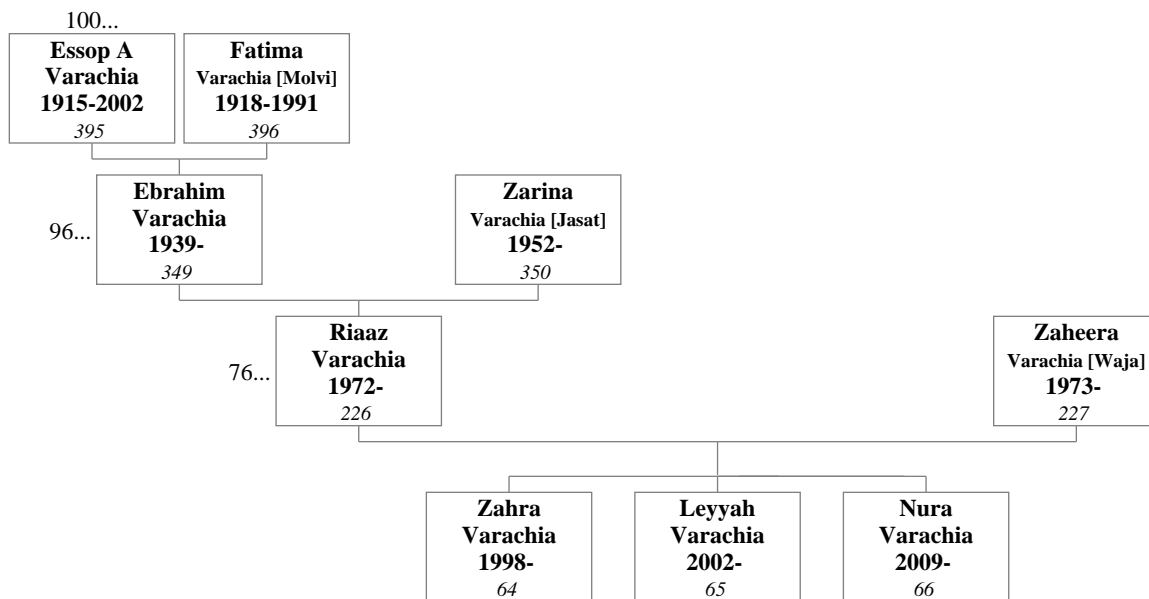 100...
Essop A
Varachia
1915-2002
395
Fatima
Varachia [Molvi]
1918-1991
396
96...
Ebrahim
Varachia
1939-
349
Zarina
Varachia [Jasat]
1952-
350
76...
Riaaz
Varachia
1972-
226
Zaheera
Varachia [Waja]
1973-
227
Zahra
Varachia
1998-
64
Leyyah
Varachia
2002-
65
Nura
Varachia
2009-
66